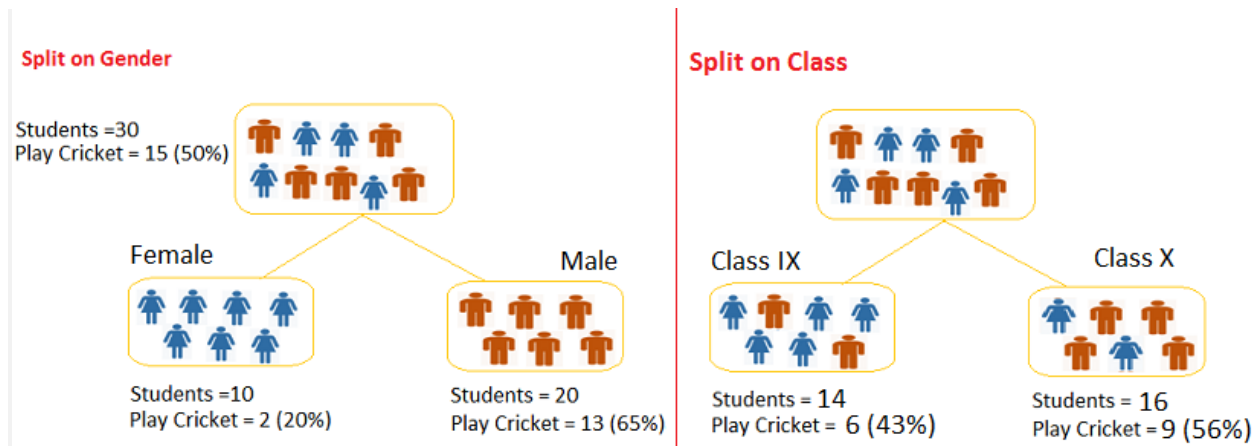 Split on Gender
Students =30
Play Cricket = 15 (50%)
Female
Male
Students =10
Play Cricket = 2 (20%)
Students = 20
Play Cricket = 13 (65%)
Split on Class
Class IX
Class X
Students = 14
Play Cricket = 6 (43%)
Students = 16
Play Cricket = 9 (56%)